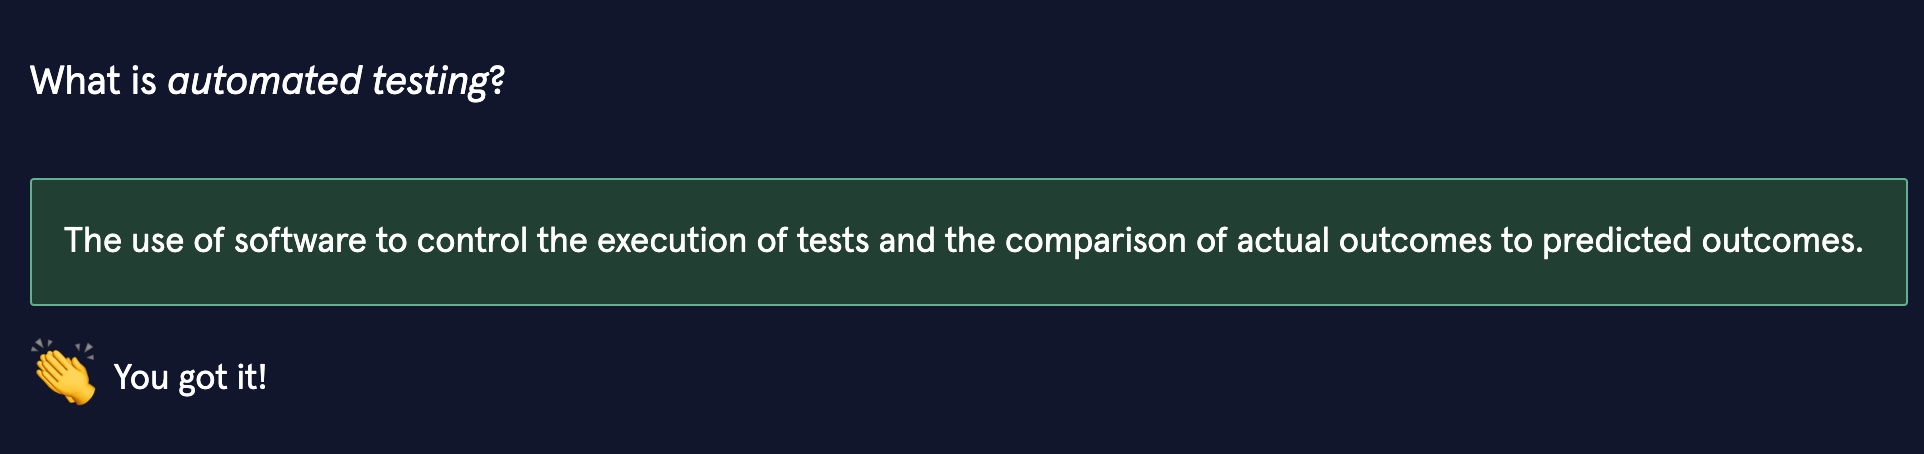 What is automated testing?
The use of software to control the execution of tests and the comparison of actual outcomes to predicted outcomes.
You got it!